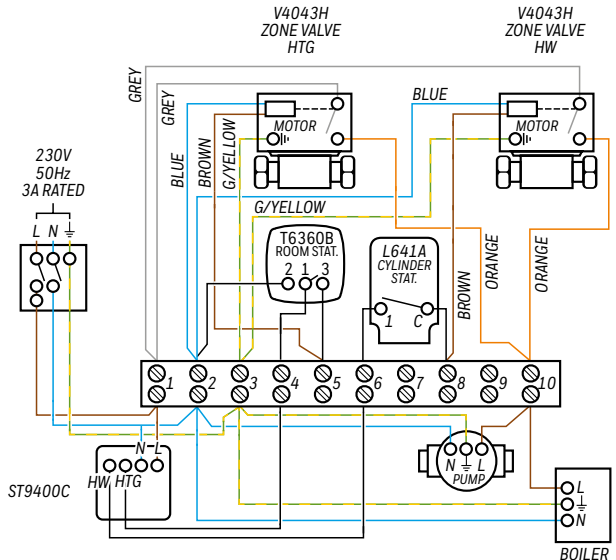 V4043H
ZONE VALVE
HTG
V4043H
ZONE VALVE
HW
GREY
GREY
BLUE
BROWN
G/YELLOW
BLUE
MOTOR
MOTOR
230V
50Hz
3A RATED
L N
G/YELLOW
T6360B
ROOM STAT.
2 1 3
L641A
CYLINDER
STAT.
1 C
BROWN
ORANGE
ORANGE
1 2 3 4 5 6 7 8 9 10
N L
HW HTG
ST9400C
N L
PUMP
L
N
BOILER